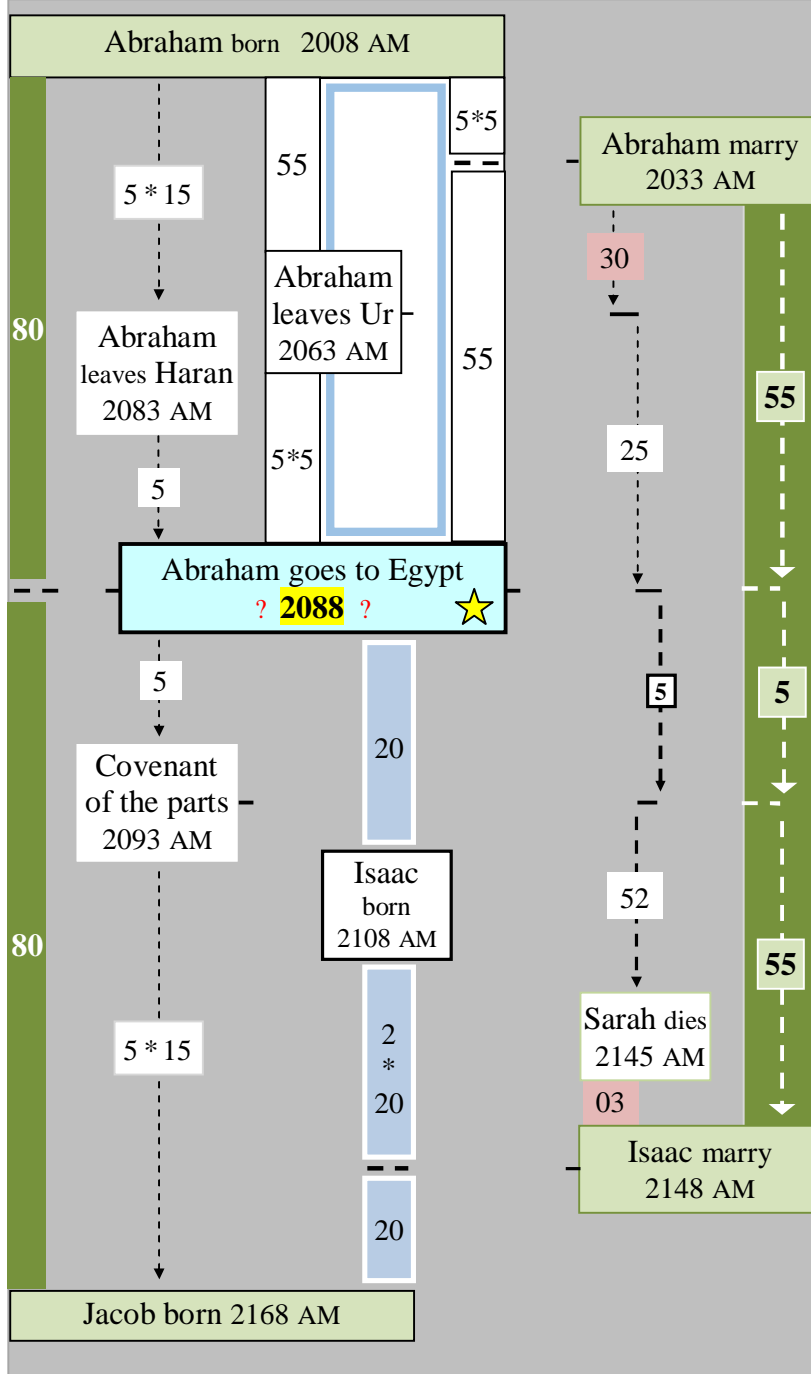 Abraham born 2008 AM
5*5
Abraham marry
2033 AM
55
5 * 15
30
Abraham
leaves Ur
2063 AM
80
Abraham
leaves Haran
2083 AM
55
55
25
5*5
5
Abraham goes to Egypt
? 2088 ?
5
5
5
20
Covenant
of the parts
2093 AM
Isaac
born
2108 AM
52
80
55
Sarah dies
2145 AM
5 * 15
2
*
20
03
Isaac marry
2148 AM
20
Jacob born 2168 AM